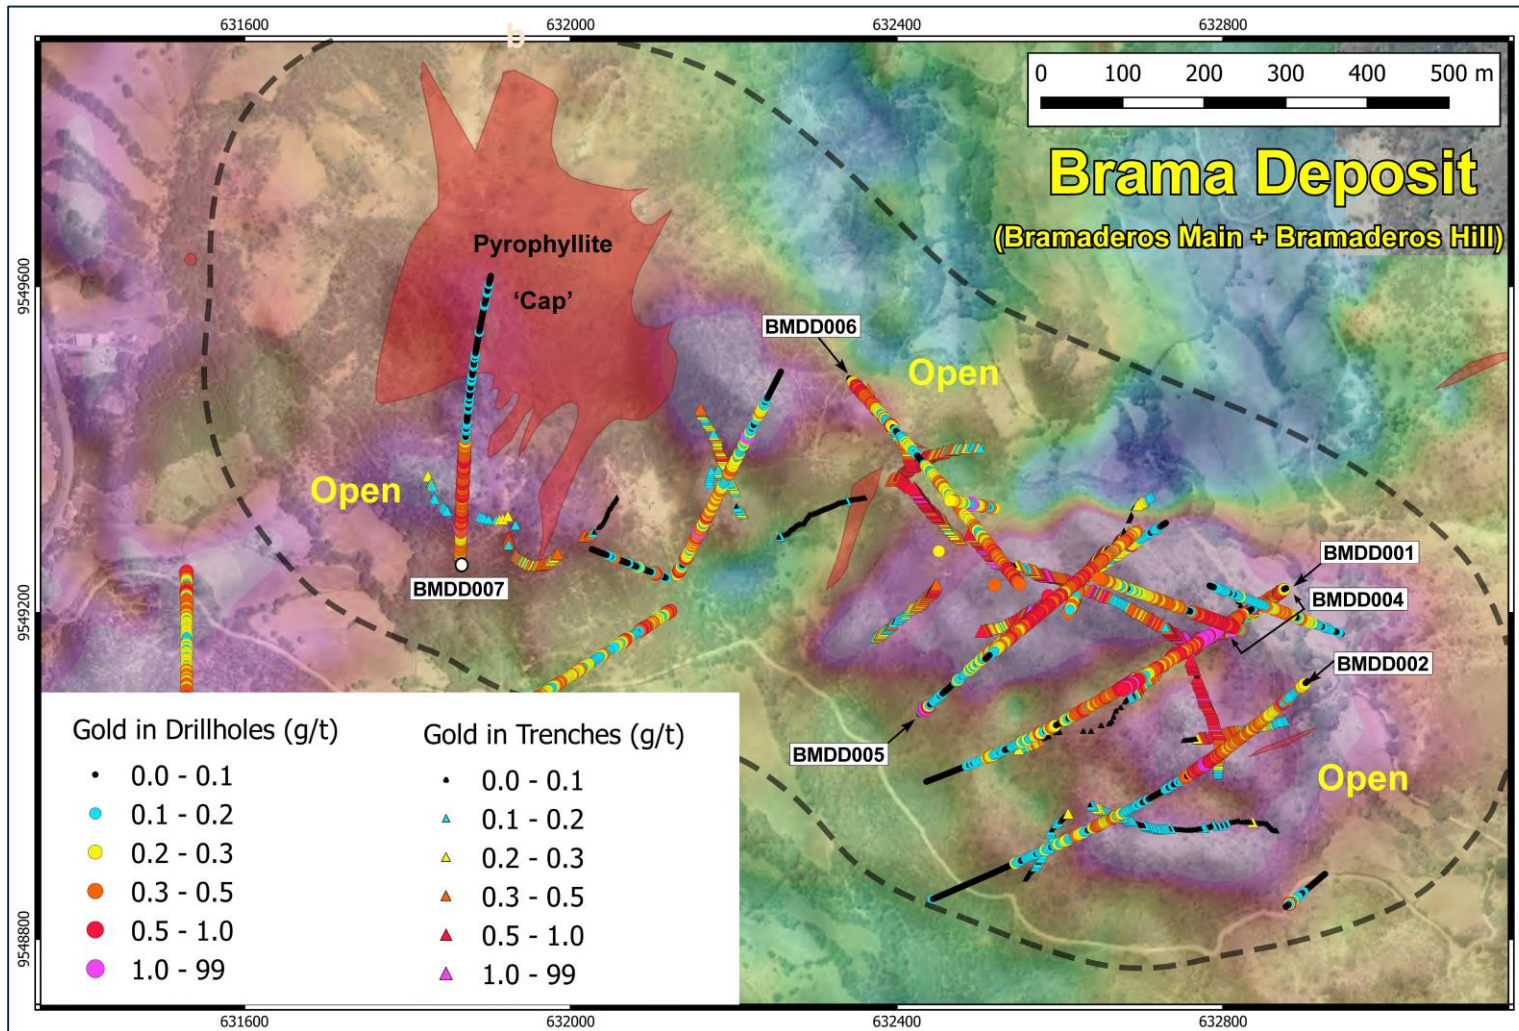 631600
632000
632400
632800
b
0 100 200 300 400 500 m
Brama Deposit
(Bramaderos Main + Bramaderos Hill)
Pyrophyllite
‘Cap’
9549600
BMDD006
Open
Open
BMDD001
BMDD007
BMDD004
9549200
BMDD002
BMDD005
Open
Gold in Drillholes (g/t)
0.0 - 0.1
0.1 - 0.2
0.2 - 0.3
0.3 - 0.5
0.5 - 1.0
1.0 - 99
Gold in Trenches (g/t)
0.0 - 0.1
0.1 - 0.2
0.2 - 0.3
0.3 - 0.5
0.5 - 1.0
1.0 - 99
9548800
631600
632000
632400
632800